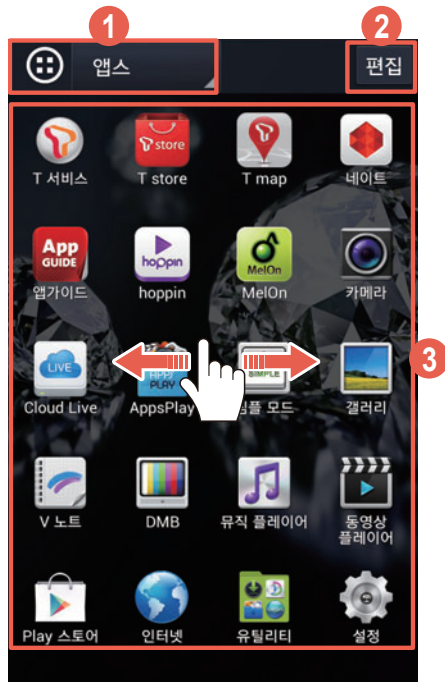 1
2
앱스
편집
T store
T 서비스
T store
T map
네이트
App
GUIDE
hoppin
MelOn
앱가이드
hoppin
MelOn
카메라
LIVE
PLAY
SIMPLE
3
Cloud Live
AppsPlay
모드
갤러리
V 노트
DMB
뮤직 플레이어
동영상
플레이어
Play 스토어
인터넷
유틸리티
설정